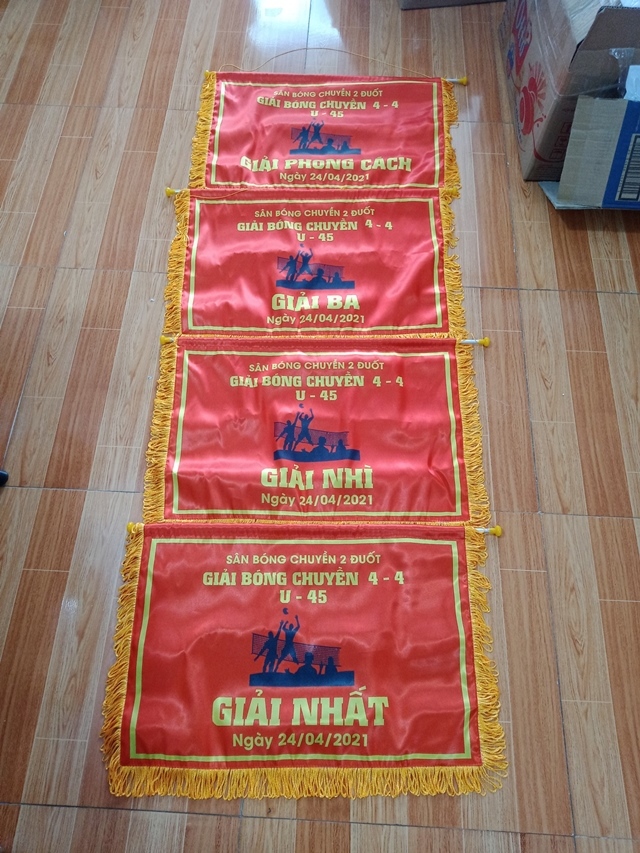 SÂN BÓNG CHUYỀN 2 ĐUỐT
GIẢI BÓNG CHUYỀN 4 - 4
U - 45
GIẢI PHONG CÁCH
Ngày 24/04/2021
SÂN BÓNG CHUYỀN 2 ĐUỐT
GIẢI BÓNG CHUYỀN 4 - 4
U - 45
GIẢI BA
Ngày 24/04/2021
SÂN BÓNG CHUYỀN 2 ĐUỐT
GIẢI BÓNG CHUYỀN 4 - 4
U - 45
GIẢI NHÌ
Ngày 24/04/2021
SÂN BÓNG CHUYỀN 2 ĐUỐT
GIẢI BÓNG CHUYỀN 4 - 4
U - 45
GIẢI NHẤT
Ngày 24/04/2021